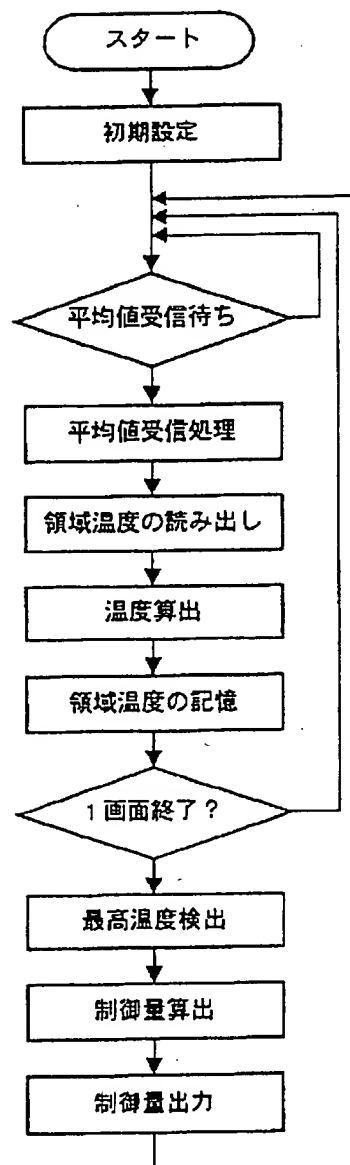 スタート
初期設定
平均値受信待ち
平均値受信処理
領域温度の読み出し
温度算出
領域温度の記憶
1画面終了?
最高温度検出
制御量算出
制御量出力